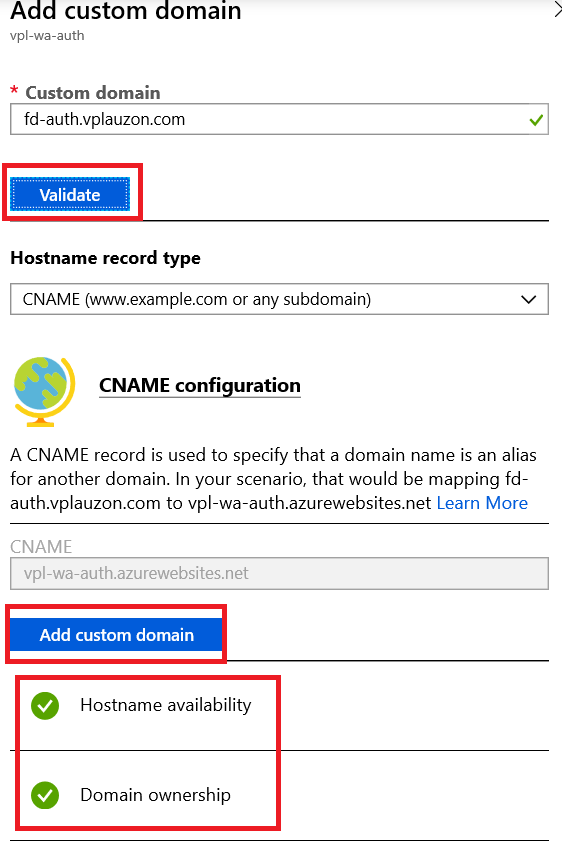 Add custom domain
vpl-wa-auth
* Custom domain
fd-auth.vplauzon.com
Validate
Hostname record type
CNAME (www.example.com or any subdomain)
CNAME configuration
A CNAME record is used to specify that a domain name is an alias
for another domain. In your scenario, that would be mapping fd-
auth.vplauzon.com to vpl-wa-auth.azurewebsites.net Learn More
CNAME
vpl-wa-auth.azurewebsites.net
Add custom domain
Hostname availability
Domain ownership